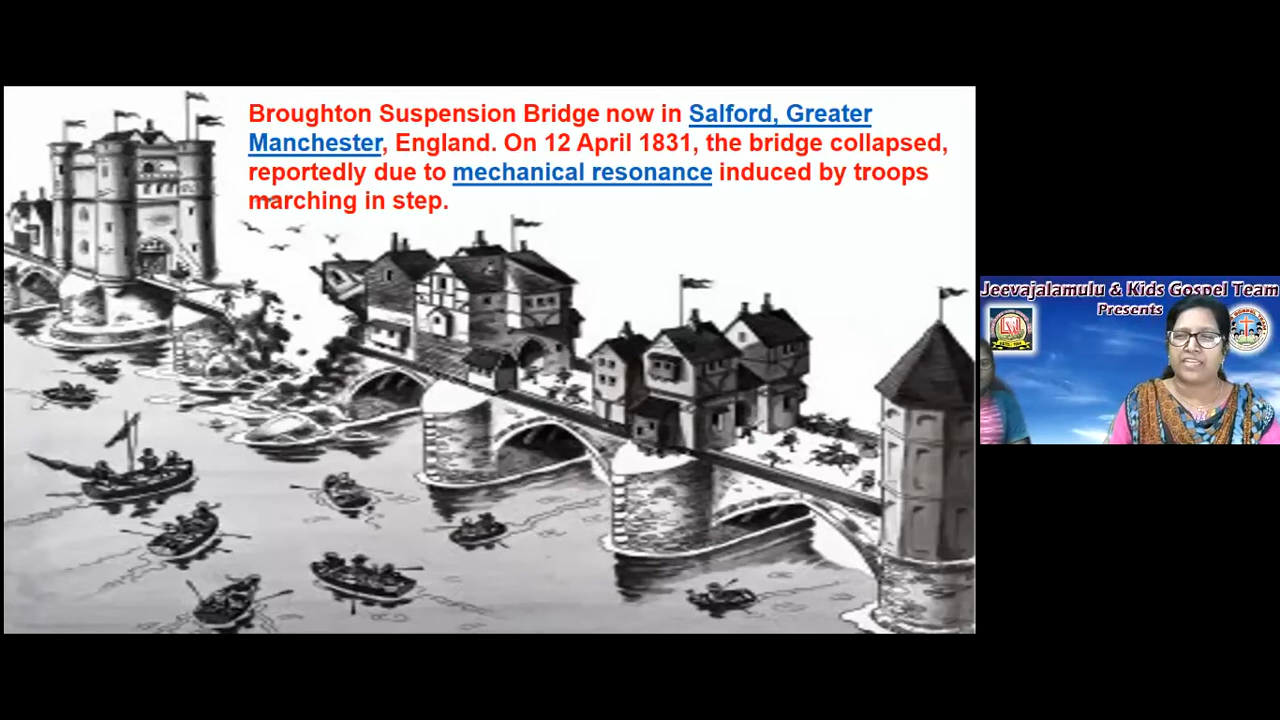 Broughton Suspension Bridge now in Salford, Greater
Manchester, England. On 12 April 1831, the bridge collapsed,
reportedly due to mechanical resonance induced by troops
marching in step.
Jeevajalamulu & Kids Gospel Team
Presents